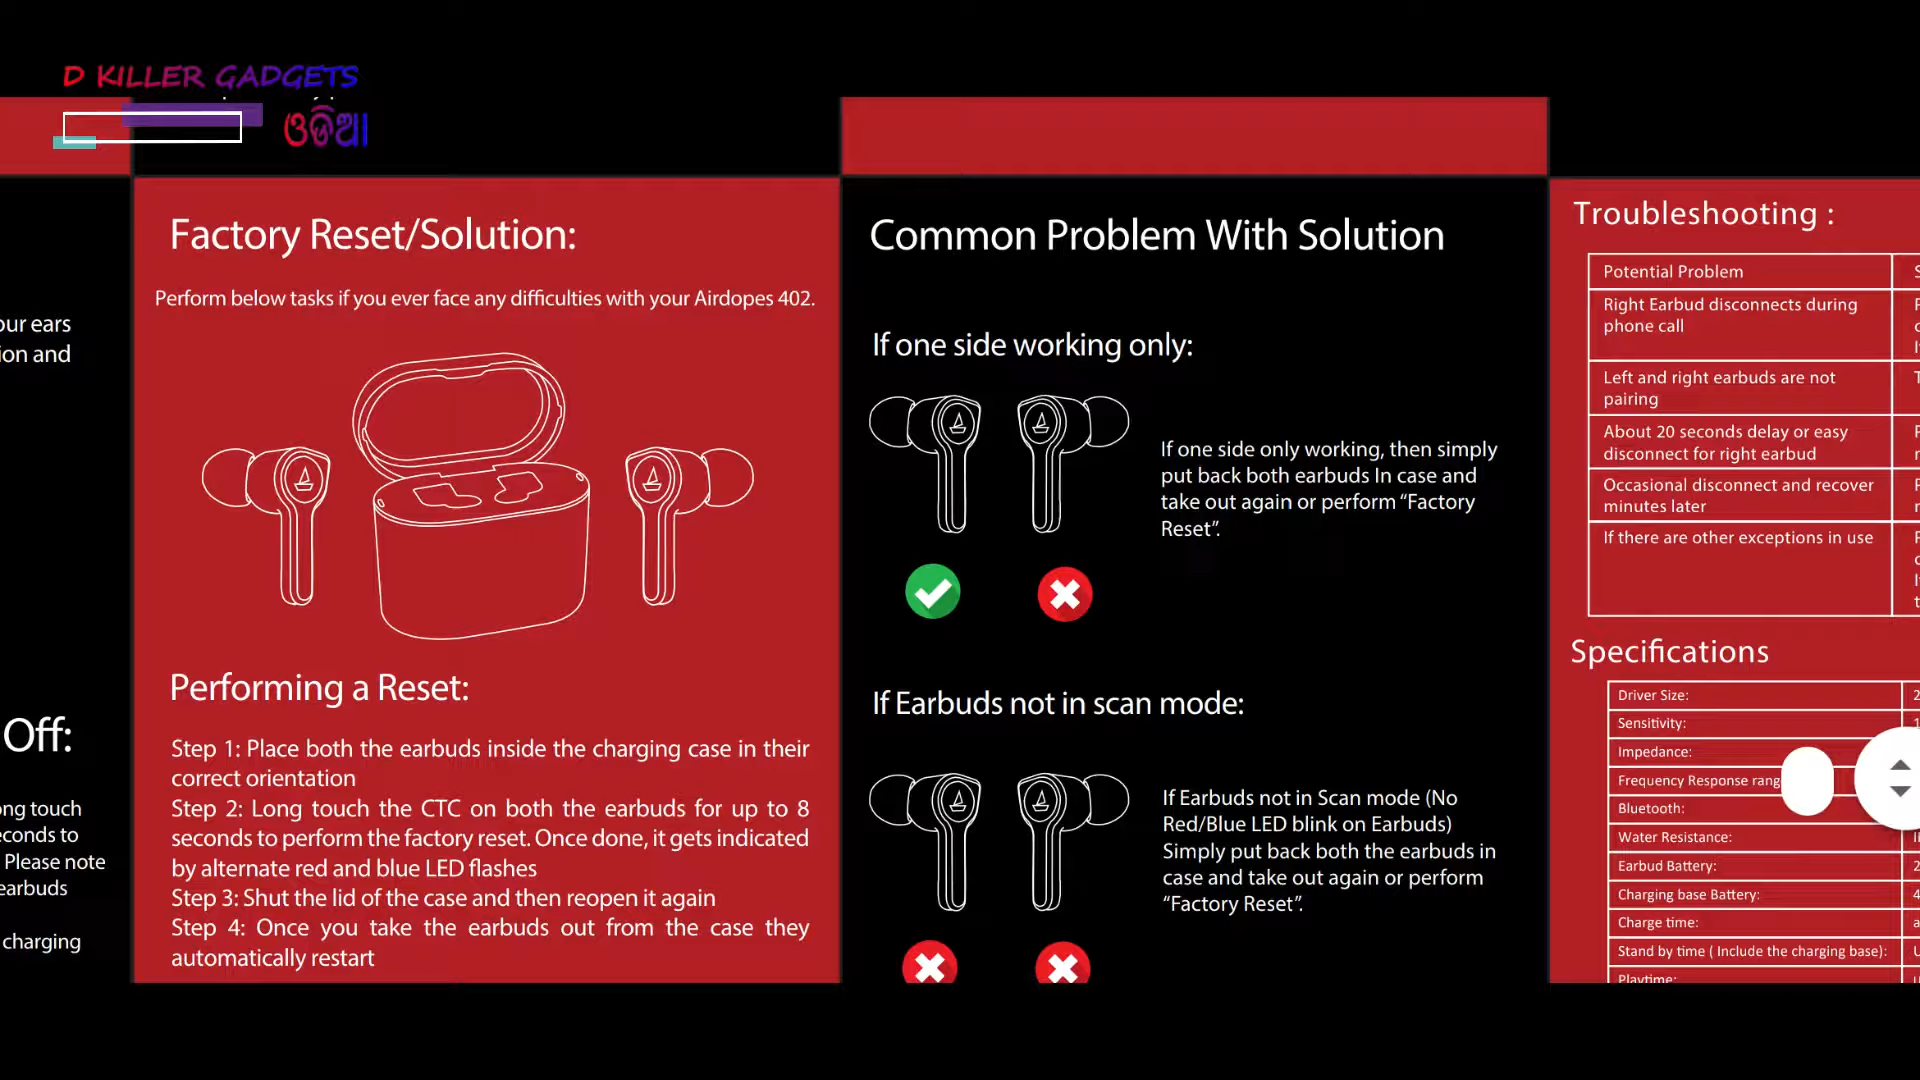 D KILLER GADGETS
ଓଡିଆ
our ears
ion and
Off:
ong touch
econds to
Please note
earbuds
charging
Factory Reset/Solution:
Perform below tasks if you ever face any difficulties with your Airdopes 402.
Performing a Reset:
Step 1: Place both the earbuds inside the charging case in their
correct orientation
Step 2: Long touch the CTC on both the earbuds for up to 8
seconds to perform the factory reset. Once done, it gets indicated
by alternate red and blue LED flashes
Step 3: Shut the lid of the case and then reopen it again
Step 4: Once you take the earbuds out from the case they
automatically restart
Common Problem With Solution
If one side working only:
If one side only working, then simply
put back both earbuds In case and
take out again or perform “Factory
Reset”.
If Earbuds not in scan mode:
If Earbuds not in Scan mode (No
Red/Blue LED blink on Earbuds)
Simply put back both the earbuds in
case and take out again or perform
“Factory Reset”.
Troubleshooting :
Potential Problem
Right Earbud disconnects during
phone call
Left and right earbuds are not
pairing
About 20 seconds delay or easy
disconnect for right earbud
Occasional disconnect and recover
minutes later
If there are other exceptions in use
Specifications
Driver Size:
Sensitivity:
Impedance:
Frequency Response rang
Bluetooth:
Water Resistance:
Earbud Battery:
Charging base Battery:
Charge time:
Stand by time ( Include the charging base):
Playtime: